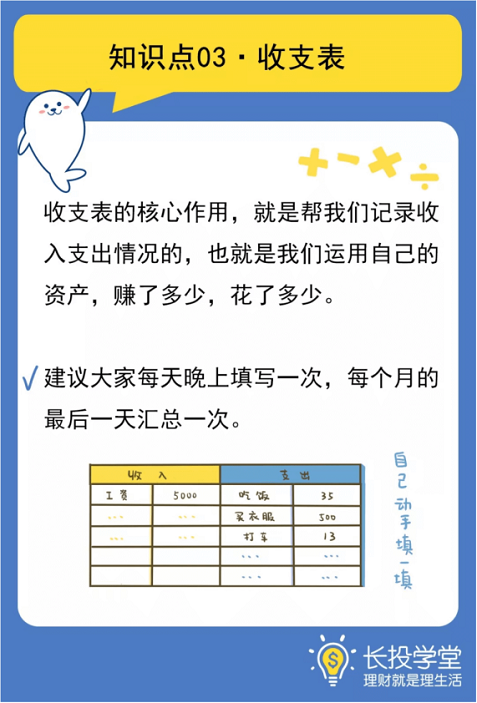 知识点03·收支表
收支表的核心作用，就是帮我们记录收
入支出情况的，也就是我们运用自己的
资产，赚了多少，花了多少。
建议大家每天晚上填写一次，每个月的
最后一天汇总一次。
收入 支出
工资 5000 吃饭 35
... ... 买衣服 500
... ... 打车 13
... ...
... ...
自己动手填一填
长投学堂
理财就是理生活